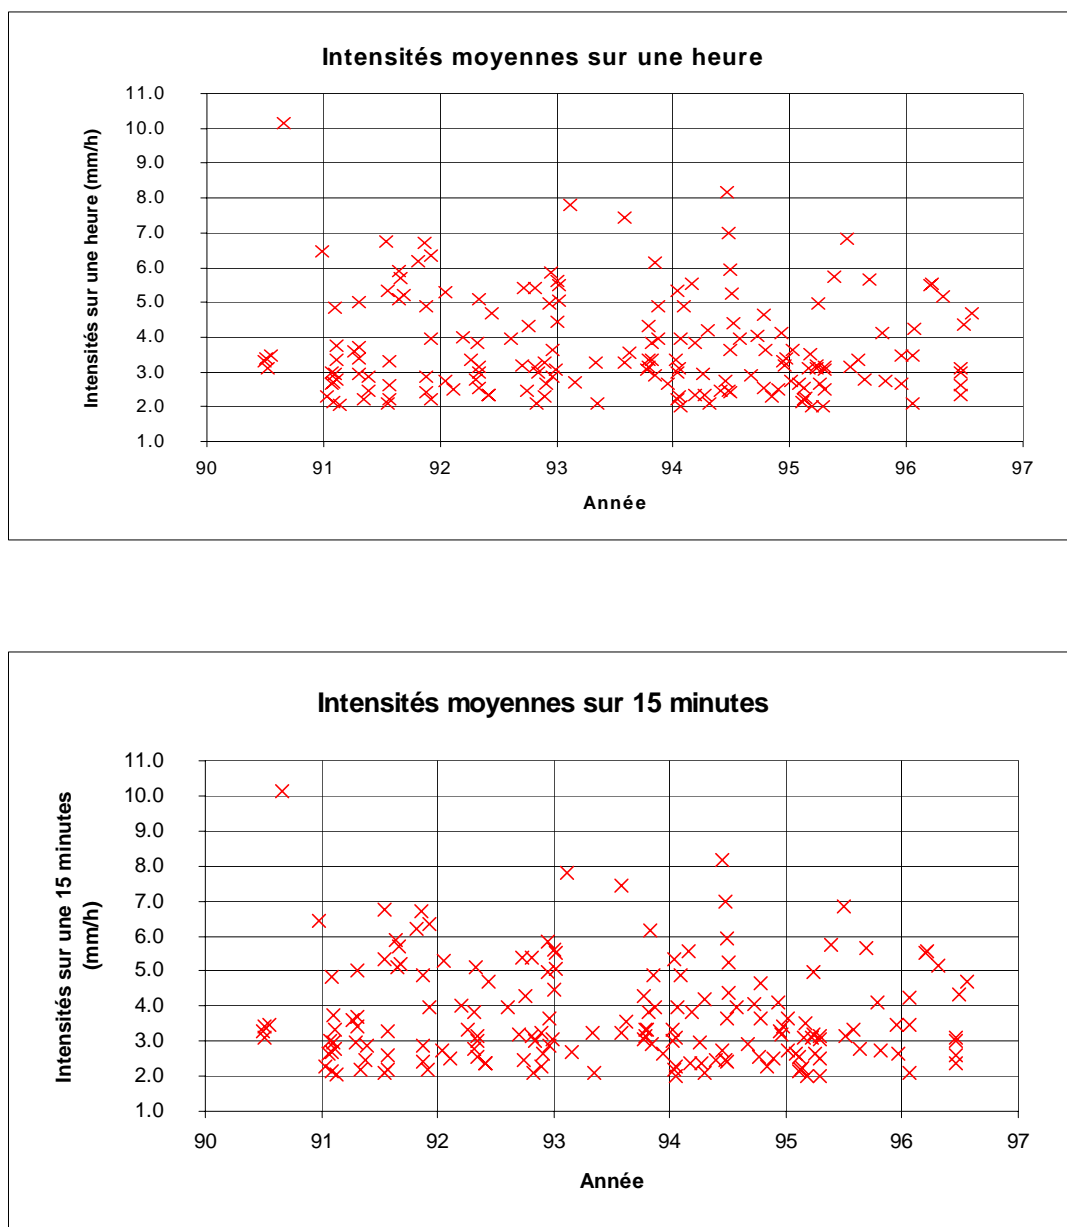 Intensités moyennes sur une heure
Intensités sur une heure (mm/h)
11.0
10.0
9.0
8.0
7.0
6.0
5.0
4.0
3.0
2.0
1.0
90 91 92 93 94 95 96 97
Année
Intensités moyennes sur 15 minutes
Intensités sur une 15 minutes
(mm/h)
11.0
10.0
9.0
8.0
7.0
6.0
5.0
4.0
3.0
2.0
1.0
90 91 92 93 94 95 96 97
Année